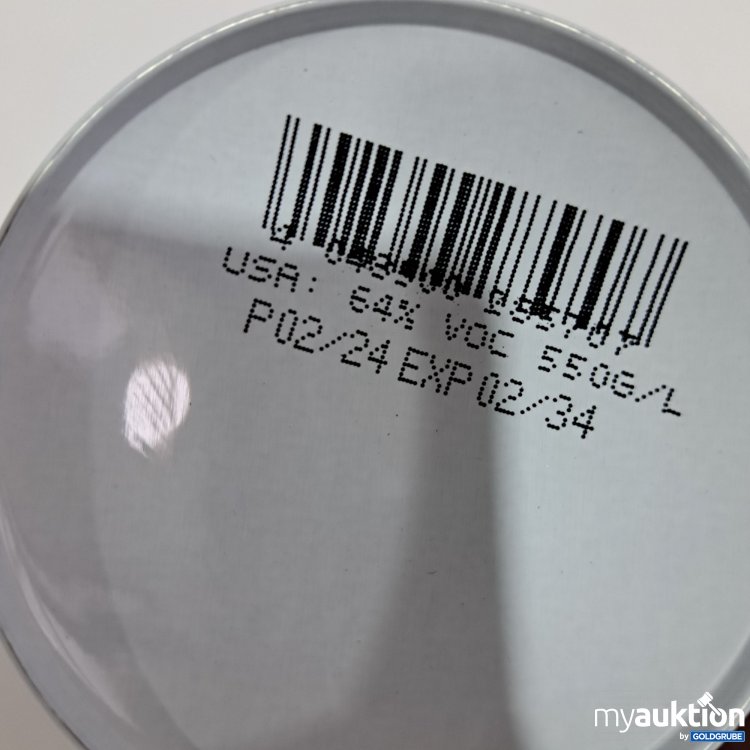 USA: 64% VOC 550G/L
P02/24 EXP02/34
myauktion
by GOLDGRUBE